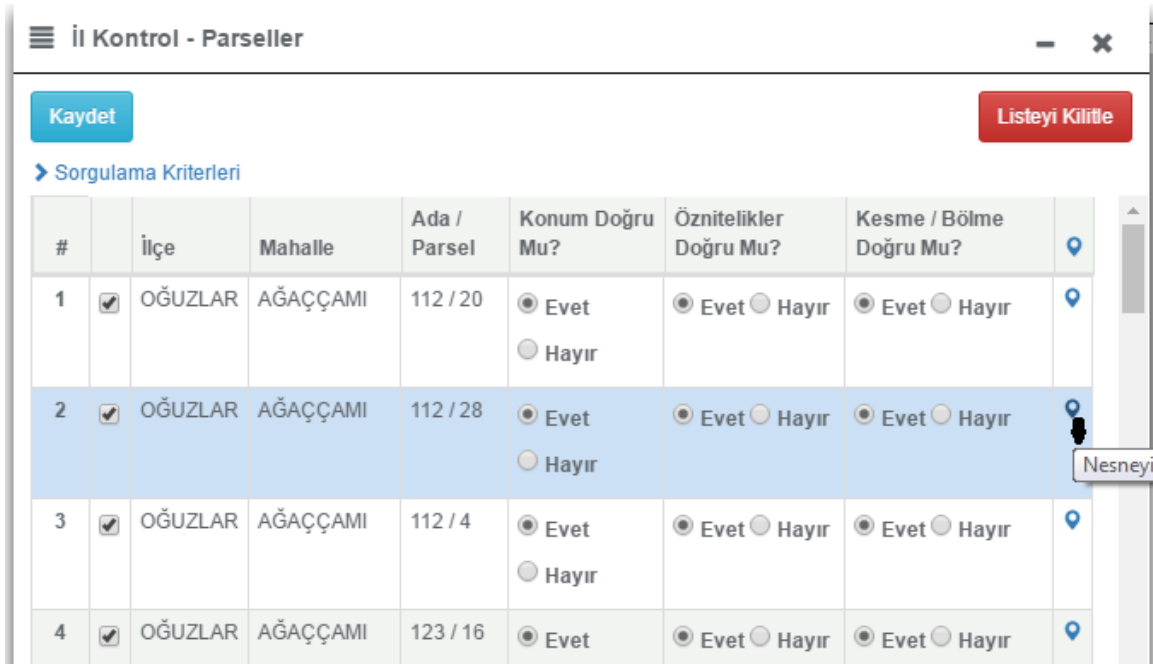 İl Kontrol - Parseller
Kaydet
Listeyi Kilitle
Sorgulama Kriterleri
# İlçe Mahalle Ada / Parsel Konum Doğru Mu? Öznitelikler Doğru Mu? Kesme / Bölme Doğru Mu?
1 OĞUZLAR AĞAÇÇAMI 112 / 20 Evet Evet Hayır Evet Hayır
Hayır
2 OĞUZLAR AĞAÇÇAMI 112 / 28 Evet Evet Hayır Evet Hayır
Hayır
Nesneyi
3 OĞUZLAR AĞAÇÇAMI 112 / 4 Evet Evet Hayır Evet Hayır
Hayır
4 OĞUZLAR AĞAÇÇAMI 123 / 16 Evet Evet Hayır Evet Hayır